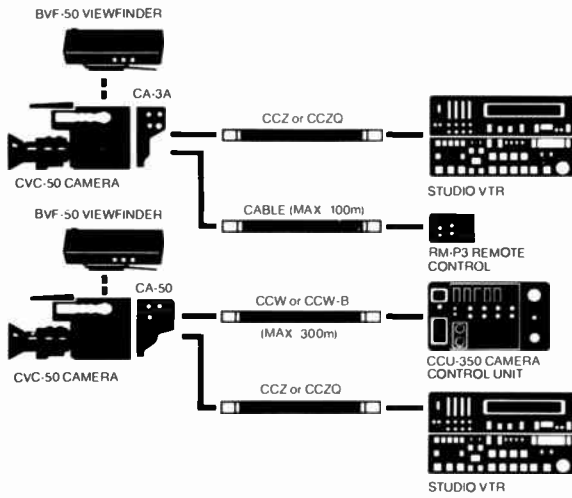 BVF-50 VIEWFINDER
CA-3A
CCZ or CCZQ
CVC-50 CAMERA
STUDIO VTR
BVF-50 VIEWFINDER
CABLE (MAX 100m)
RM-P3 REMOTE
CONTROL
CA-50
CCW or CCW-B
(MAX 300m)
CVC-50 CAMERA
CCU-350 CAMERA
CONTROL UNIT
CCZ or CCZQ
STUDIO VTR